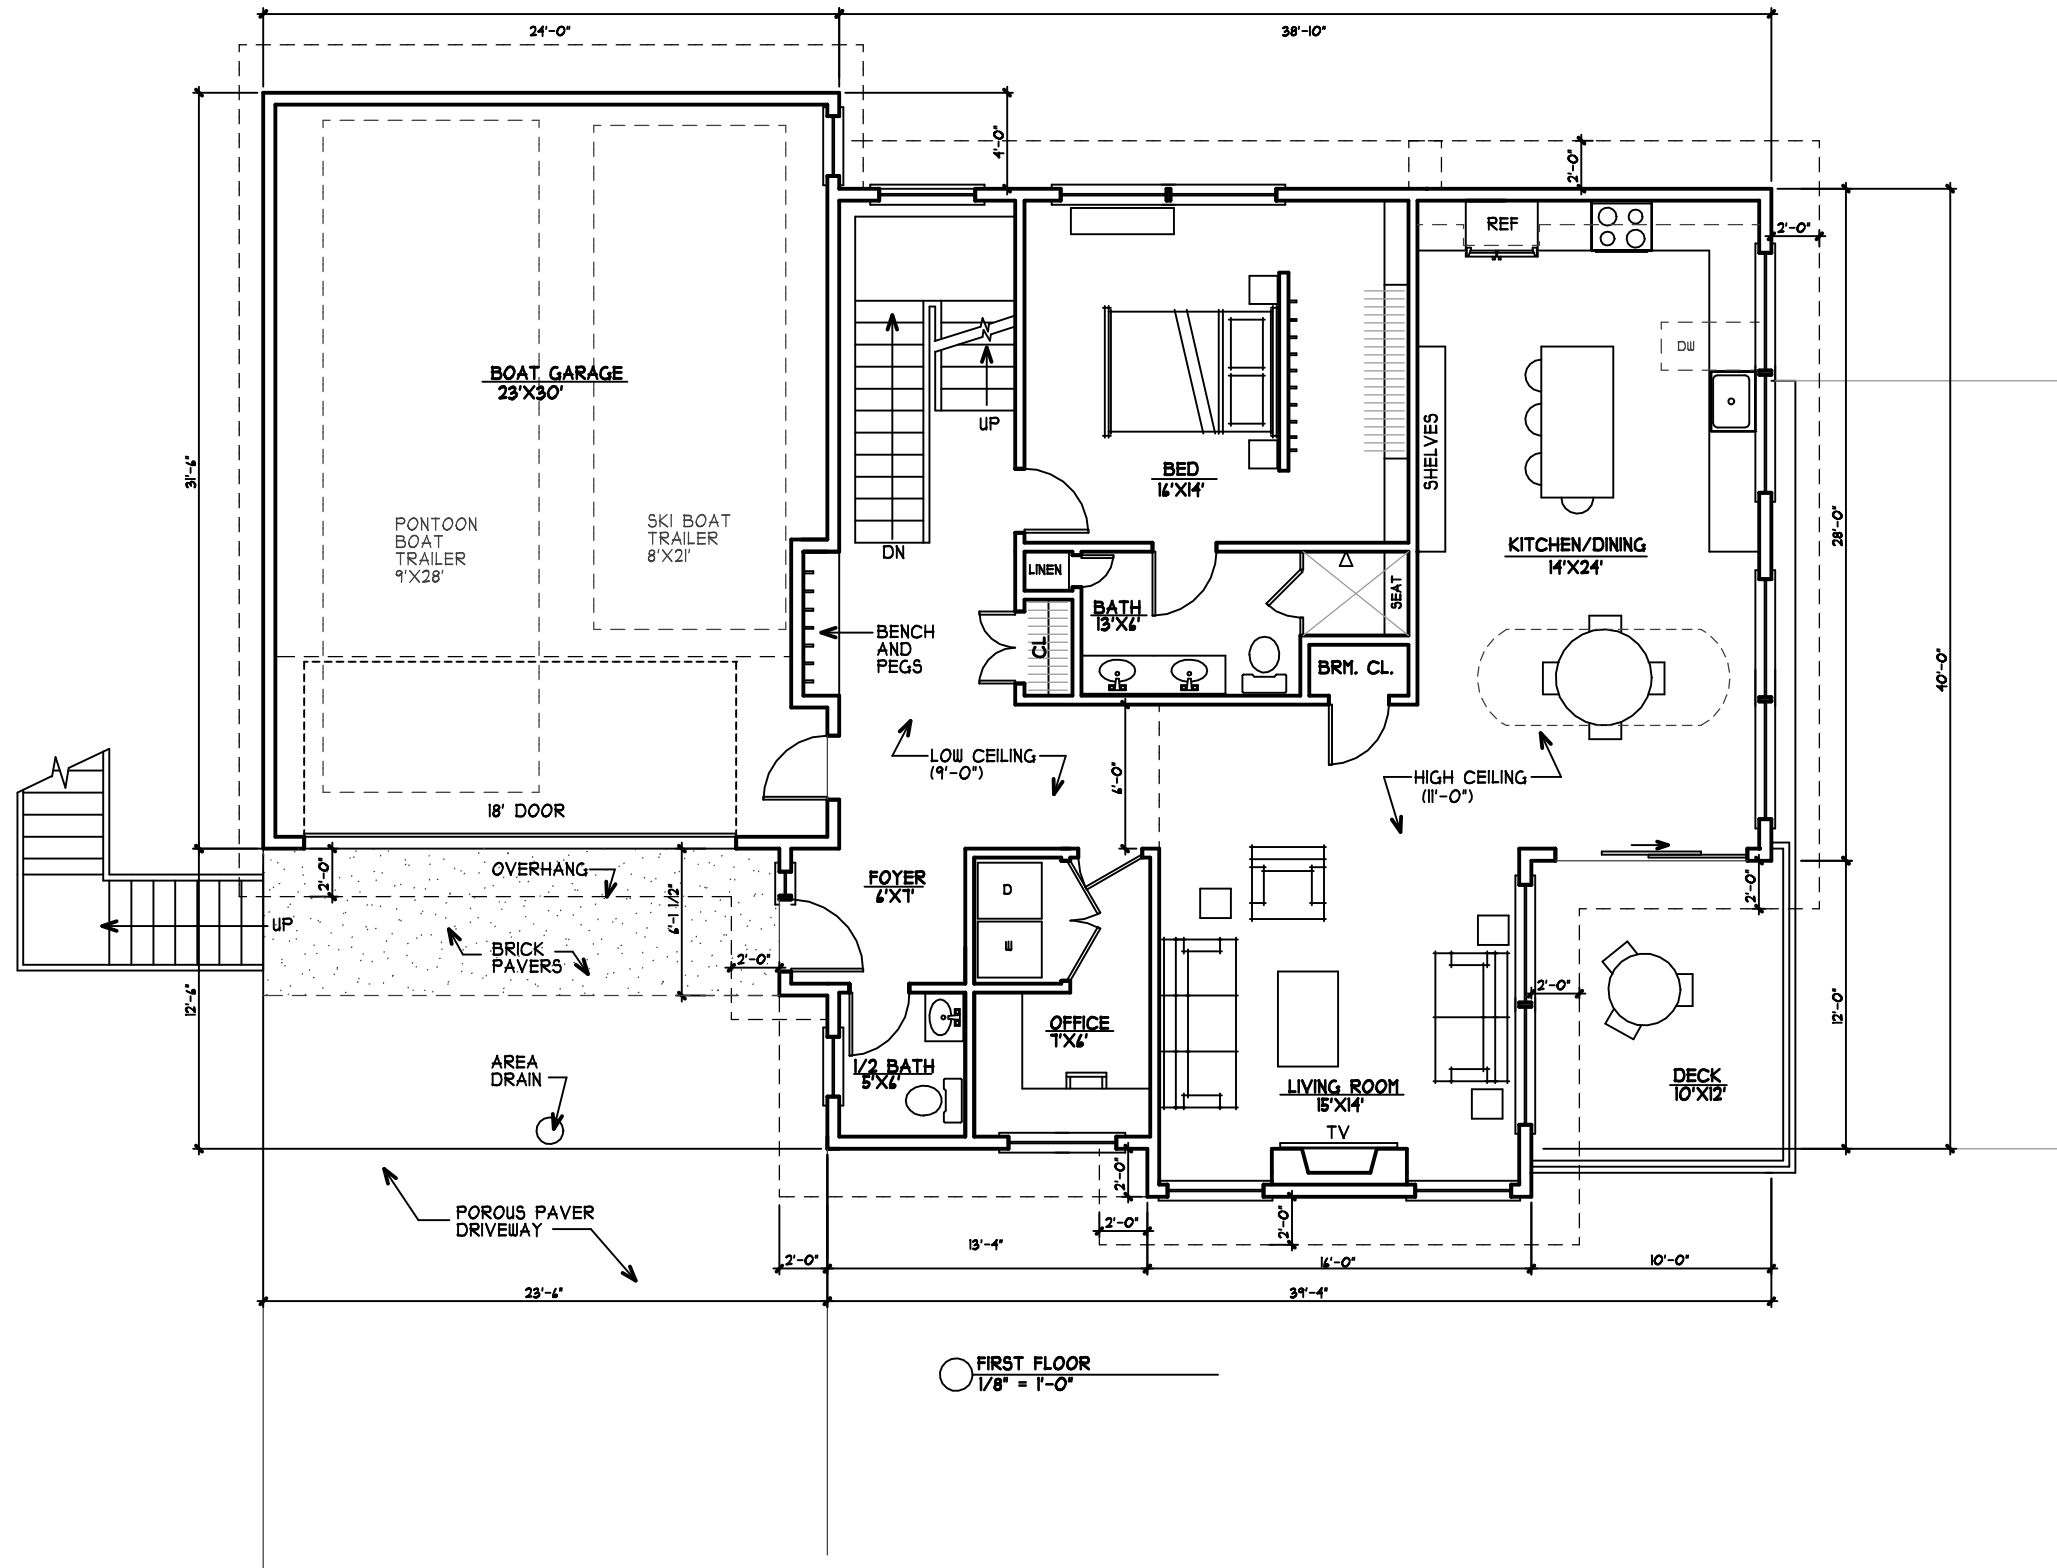 24'-0"
38'-10"
4'-0"
2'-0"
REF
2'-0"
DW
BOAT GARAGE
23'X30'
UP
SHELVES
31'-6"
BED
16'X14'
PONTOON
BOAT
TRAILER
9'X28'
SKI BOAT
TRAILER
8'X21'
DN
KITCHEN/DINING
14'X24'
28'-0"
LINEN
SEAT
BATH
13'X6'
BENCH
AND
PEGS
CL
BRM. CL.
40'-0"
LOW CEILING
(9'-0")
6'-0"
HIGH CEILING
(11'-0")
18' DOOR
OVERHANG
2'-0"
6'-1 1/2"
FOYER
6'X7'
D
2'-0"
UP
BRICK
PAVERS
2'-0"
W
2'-0"
12'-6"
12'-0"
OFFICE
7'X6'
AREA
DRAIN
1/2 BATH
5'X6'
LIVING ROOM
15'X14'
DECK
10'X12'
TV
2'-0"
POROUS PAVER
DRIVEWAY
2'-0"
2'-0"
13'-4"
2'-0"
16'-0"
10'-0"
23'-6"
39'-4"
FIRST FLOOR
1/8" = 1'-0"